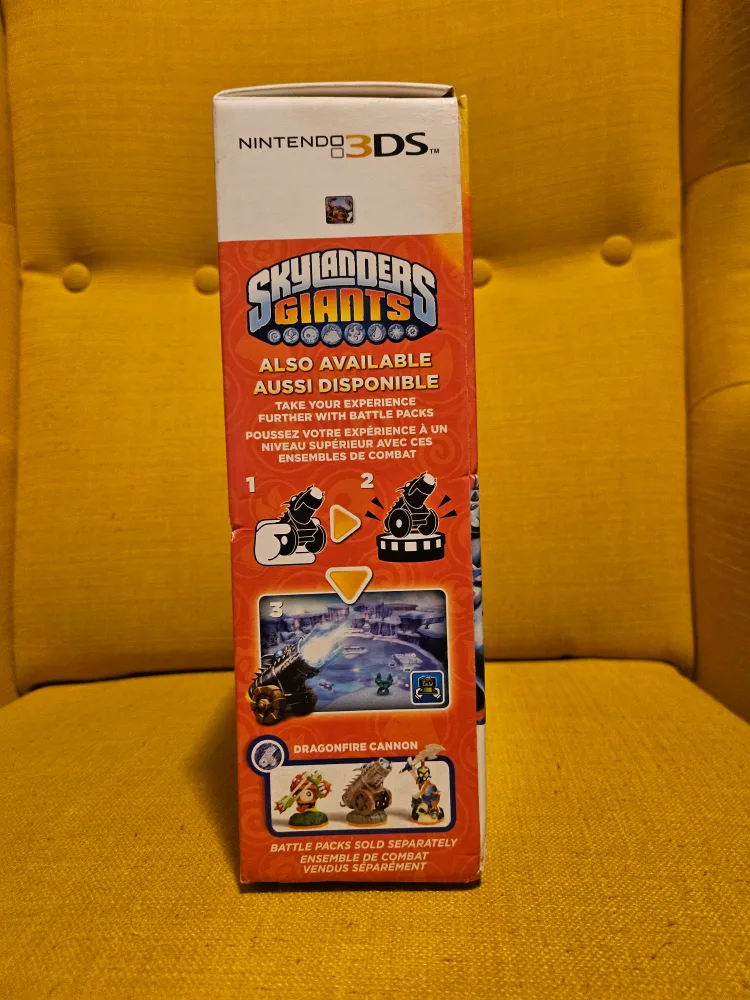 NINTENDO 3DS™
SKYLANDERS
GIANTS
ALSO AVAILABLE
AUSSI DISPONIBLE
TAKE YOUR EXPERIENCE
FURTHER WITH BATTLE PACKS
POUSSEZ VOTRE EXPÉRIENCE À UN
NIVEAU SUPÉRIEUR AVEC CES
ENSEMBLES DE COMBAT
1
2
3
DRAGONFIRE CANNON
BATTLE PACKS SOLD SEPARATELY
ENSEMBLE DE COMBAT
VENDUS SÉPARÉMENT